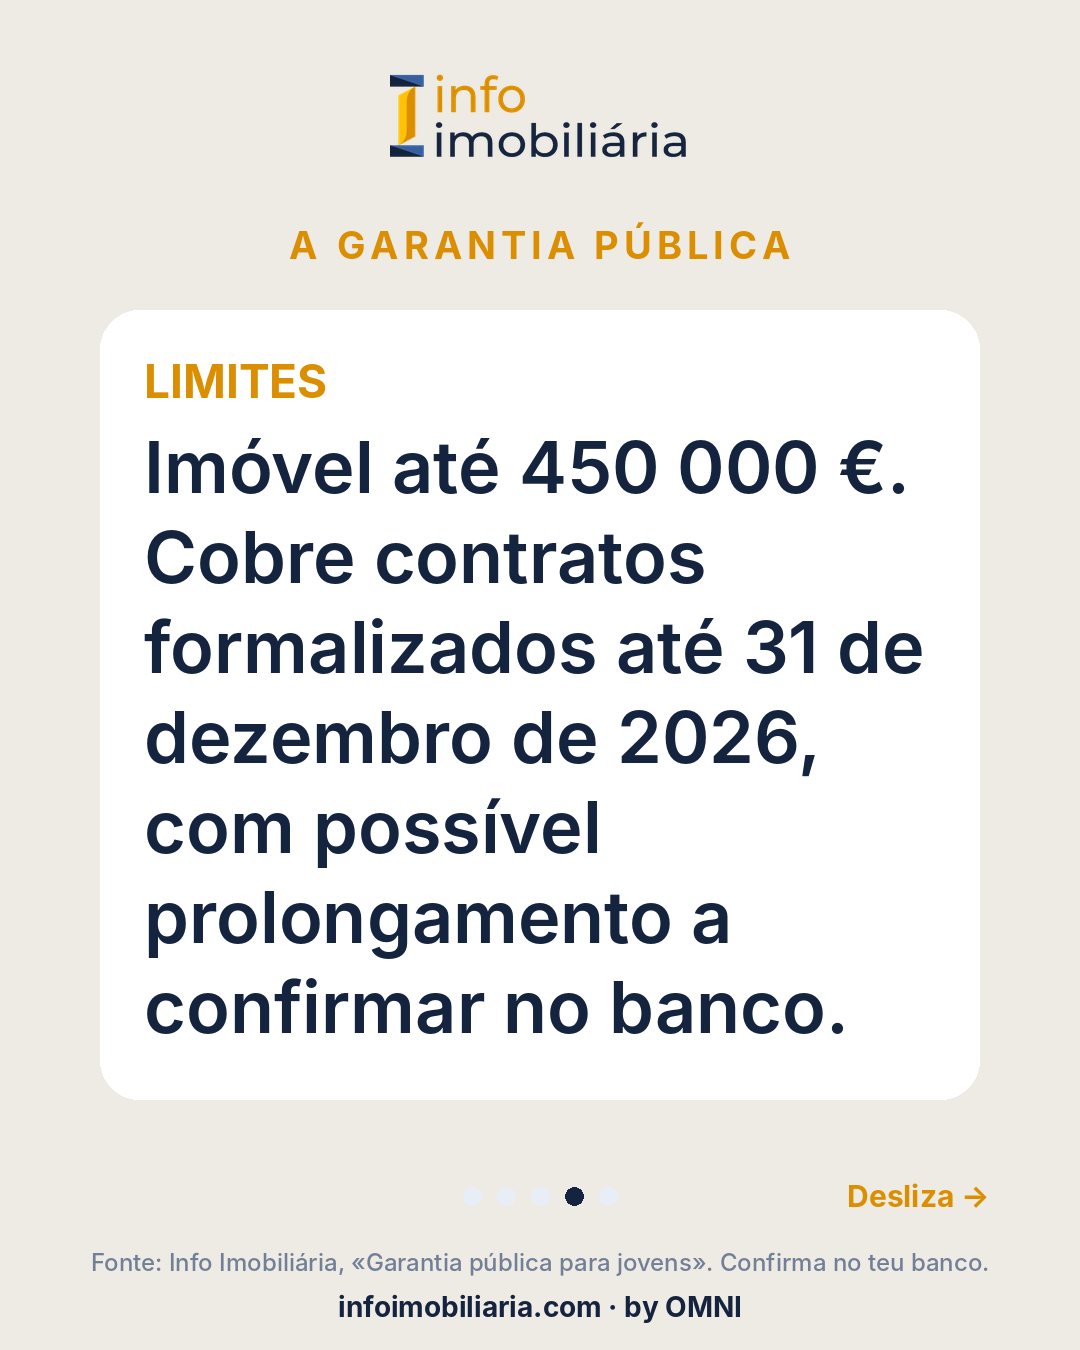 info
imobiliária
A GARANTIA PÚBLICA
LIMITES
Imóvel até 450 000 €.
Cobre contratos
formalizados até 31 de
dezembro de 2026,
com possível
prolongamento a
confirmar no banco.
Desliza →
Fonte: Info Imobiliária, «Garantia pública para jovens». Confirma no teu banco.
infoimobiliaria.com · by OMNI